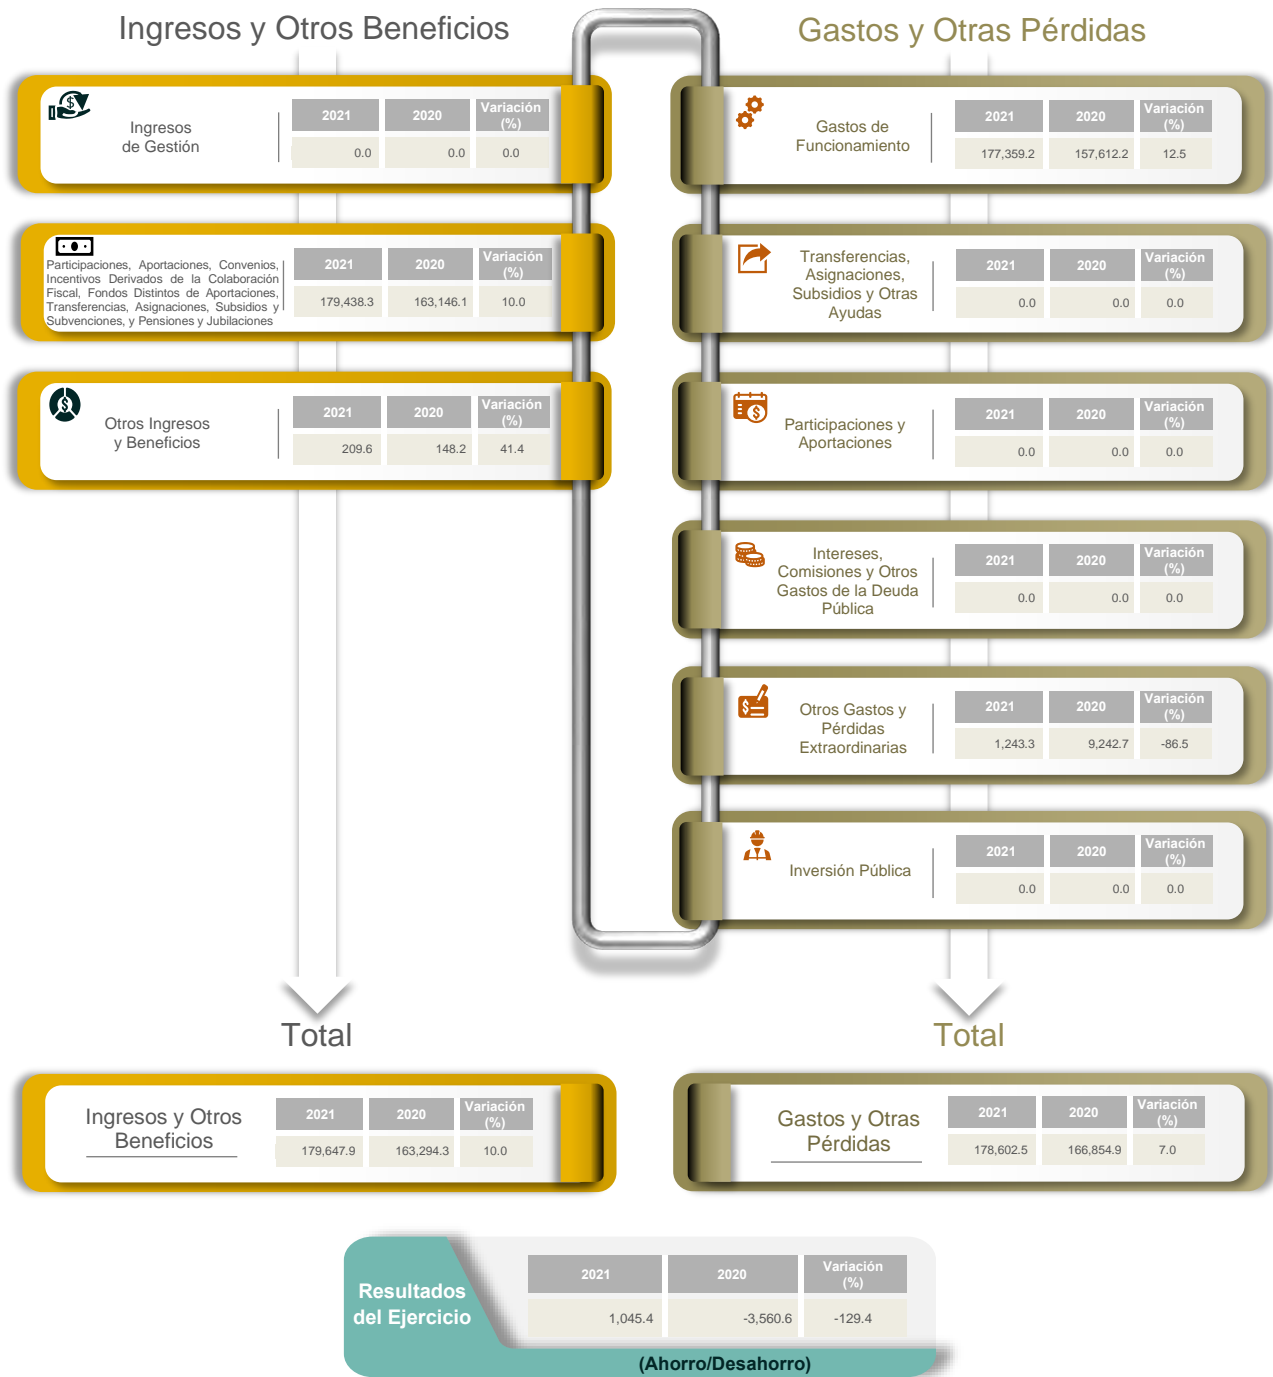 Ingresos y Otros Beneficios
Ingresos
de Gestión
2021 2020 Variación (%)
0.0 0.0 0.0
Participaciones, Aportaciones, Convenios,
Incentivos Derivados de la Colaboración
Fiscal, Fondos Distintos de Aportaciones,
Transferencias, Asignaciones, Subsidios y
Subvenciones, y Pensiones y Jubilaciones
2021 2020 Variación (%)
179,438.3 163,146.1 10.0
Otros Ingresos
y Beneficios
2021 2020 Variación (%)
209.6 148.2 41.4
Total
Ingresos y Otros
Beneficios
2021 2020 Variación (%)
179,647.9 163,294.3 10.0
Gastos y Otras Pérdidas
Gastos de
Funcionamiento
2021 2020 Variación (%)
177,359.2 157,612.2 12.5
Transferencias,
Asignaciones,
Subsidios y Otras
Ayudas
2021 2020 Variación (%)
0.0 0.0 0.0
Participaciones y
Aportaciones
2021 2020 Variación (%)
0.0 0.0 0.0
Intereses,
Comisiones y Otros
Gastos de la Deuda
Pública
2021 2020 Variación (%)
0.0 0.0 0.0
Otros Gastos y
Pérdidas
Extraordinarias
2021 2020 Variación (%)
1,243.3 9,242.7 -86.5
Inversión Pública
2021 2020 Variación (%)
0.0 0.0 0.0
Total
Gastos y Otras
Pérdidas
2021 2020 Variación (%)
178,602.5 166,854.9 7.0
Resultados
del Ejercicio
2021 2020 Variación (%)
1,045.4 -3,560.6 -129.4
(Ahorro/Desahorro)